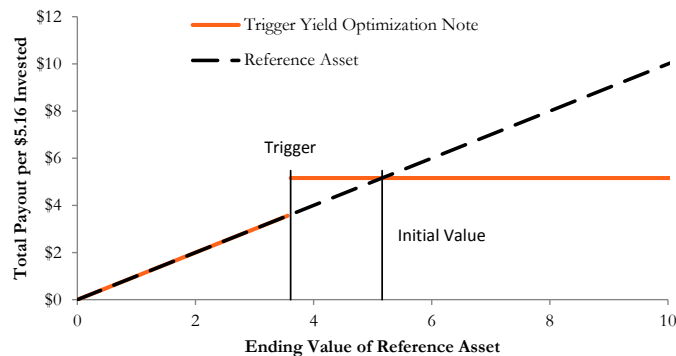 $12
Trigger Yield Optimization Note
Reference Asset
$10
$8
$6
$4
$2
$0
Total Payout per $5.16 Invested
Trigger
Initial Value
0
2
4
6
8
10
Ending Value of Reference Asset